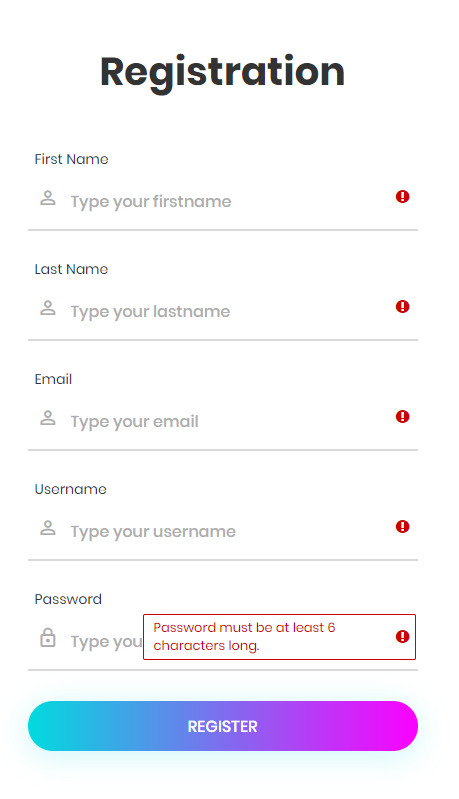 Registration
First Name
Type your firstname
Last Name
Type your lastname
Email
Type your email
Username
Type your username
Password
Type you
Password must be at least 6
characters long.
REGISTER